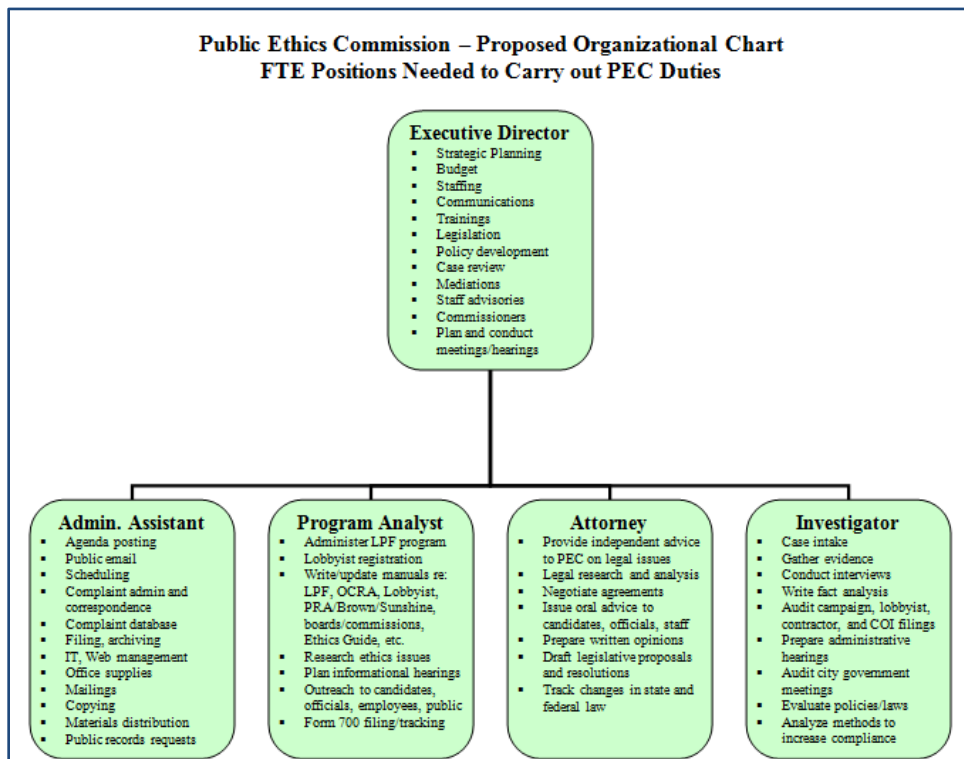 Public Ethics Commission – Proposed Organizational Chart
FTE Positions Needed to Carry out PEC Duties
Executive Director
▪ Strategic Planning
▪ Budget
▪ Staffing
▪ Communications
▪ Trainings
▪ Legislation
▪ Policy development
▪ Case review
▪ Mediations
▪ Staff advisories
▪ Commissioners
▪ Plan and conduct
meetings/hearings
Admin. Assistant
▪ Agenda posting
▪ Public email
▪ Scheduling
▪ Complaint admin and
correspondence
▪ Complaint database
▪ Filing, archiving
▪ IT, Web management
▪ Office supplies
▪ Mailings
▪ Copying
▪ Materials distribution
▪ Public records requests
Program Analyst
▪ Administer LPF program
▪ Lobbyist registration
▪ Write/update manuals re:
LPF, OCRA, Lobbyist,
PRA/Brown/Sunshine,
boards/commissions,
Ethics Guide, etc.
▪ Research ethics issues
▪ Plan informational hearings
▪ Outreach to candidates,
officials, employees, public
▪ Form 700 filing/tracking
Attorney
▪ Provide independent advice
to PEC on legal issues
▪ Legal research and analysis
▪ Negotiate agreements
▪ Issue oral advice to
candidates, officials, staff
▪ Prepare written opinions
▪ Draft legislative proposals
and resolutions
▪ Track changes in state and
federal law
Investigator
▪ Case intake
▪ Gather evidence
▪ Conduct interviews
▪ Write fact analysis
▪ Audit campaign, lobbyist,
contractor, and COI filings
▪ Prepare administrative
hearings
▪ Audit city government
meetings
▪ Evaluate policies/laws
▪ Analyze methods to
increase compliance